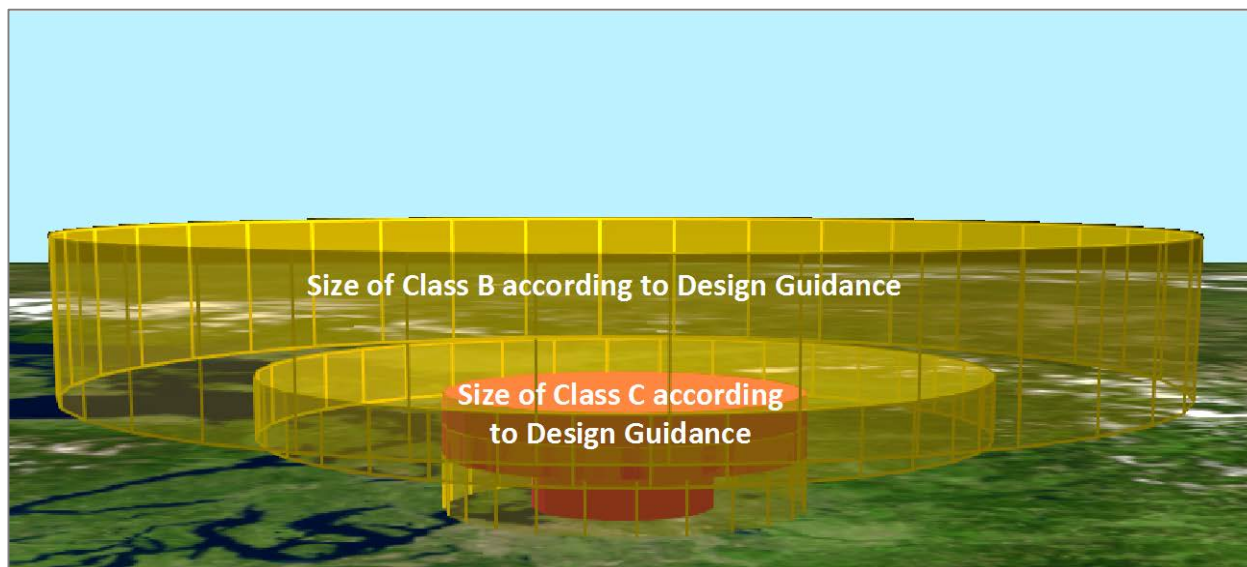 Size of Class B according to Design Guidance
Size of Class C according
to Design Guidance